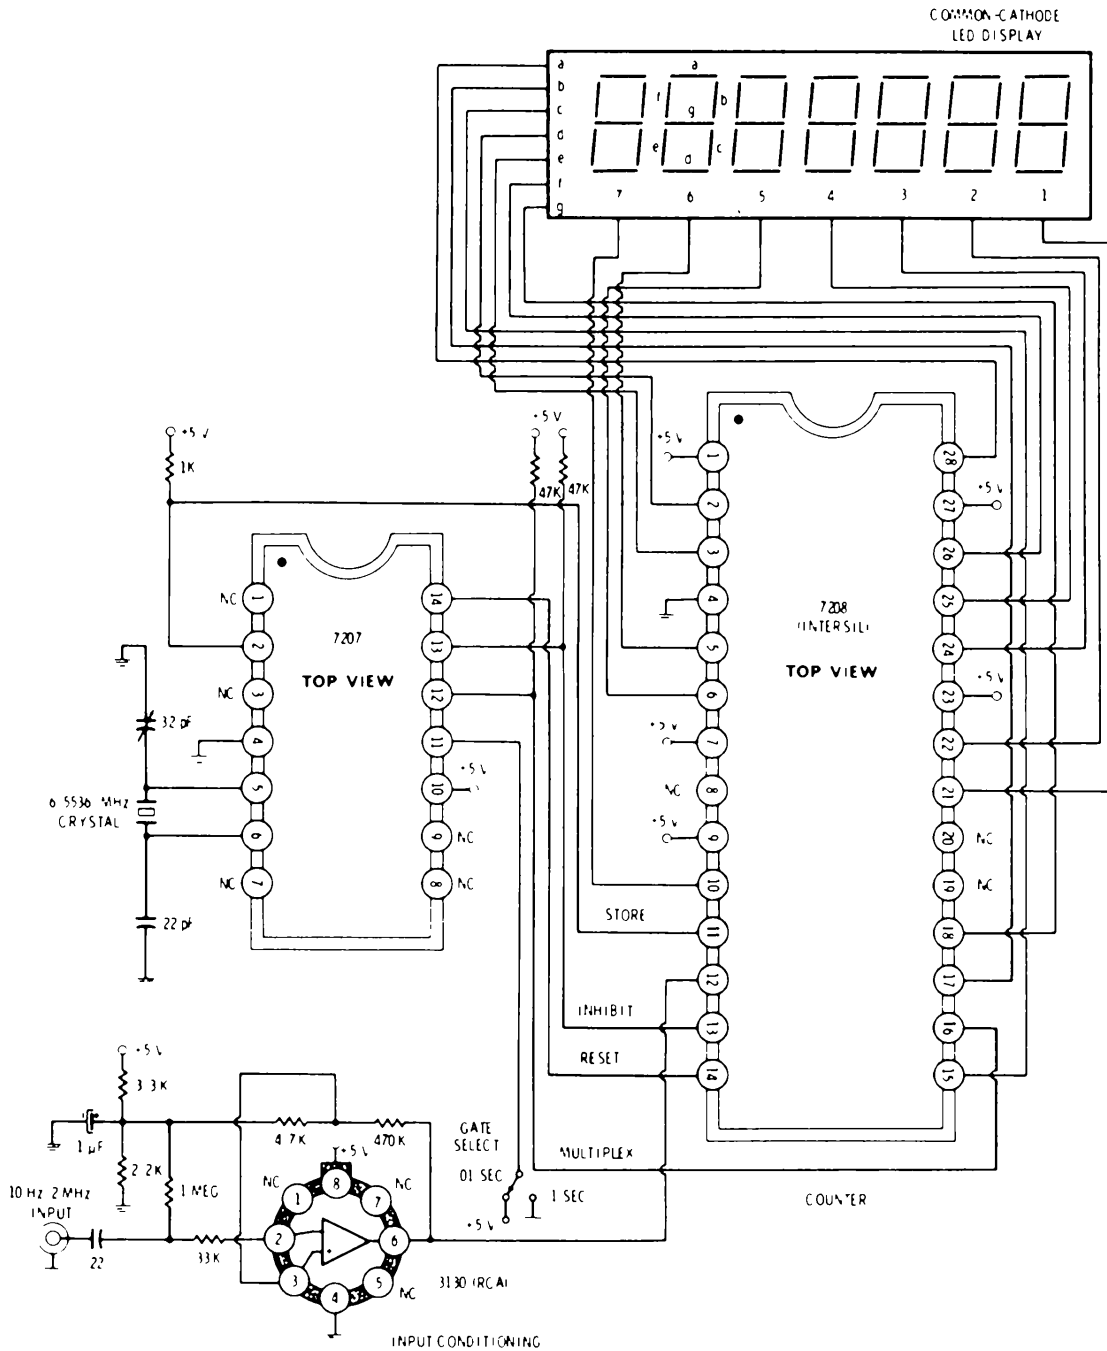 COMMON-CATHODE
LED DISPLAY
a
b
c
d
e
f
g
a
f
b
g
e
c
d
7
6
5
4
3
2
1
+5 V
1K
+5 V
47K
47K
NC
1
2
NC
3
4
5
6
NC
7
14
13
12
11
+5 V
10
9
NC
8
NC
7207
TOP VIEW
32 pF
6 5536 MHz
CRYSTAL
22 pF
+5 V
1
2
3
4
5
6
+5 V
7
NC
8
+5 V
9
10
STORE
11
12
INHIBIT
13
RESET
14
7208
(INTERSIL)
TOP VIEW
28
+5 V
27
26
25
24
+5 V
23
22
21
20
NC
19
NC
18
17
16
15
COUNTER
+5 V
3.3K
1 µF
2 2K
1 MEG
4 7K
470K
10 Hz 2 MHz
INPUT
22
33K
+5 V
NC
1
8
NC
7
2
6
3
4
5
NC
3130 (RCA)
INPUT CONDITIONING
GATE
SELECT
01 SEC
1 SEC
+5 V
MULTIPLEX